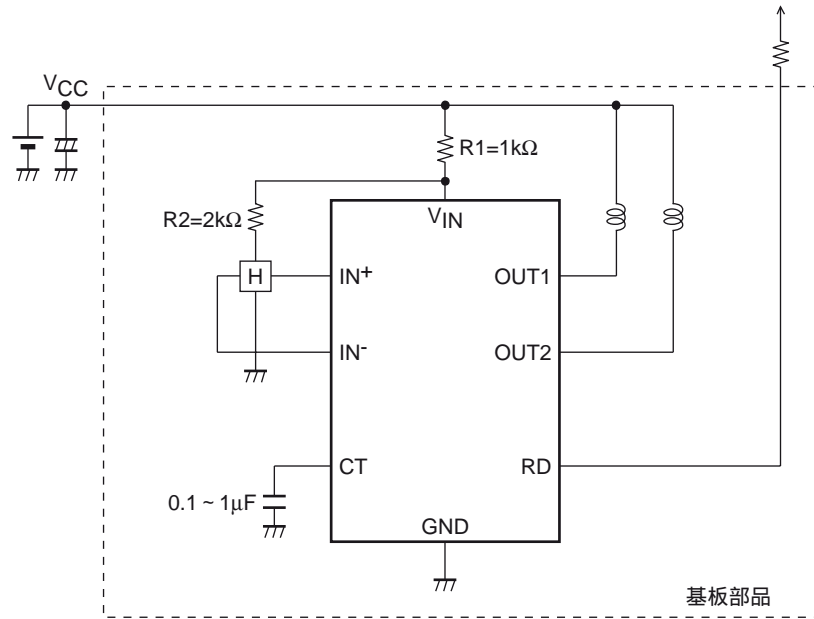 VCC
R1=1kΩ
R2=2kΩ
VIN
H
IN+
OUT1
IN-
OUT2
CT
RD
0.1 ~ 1μF
GND
基板部品